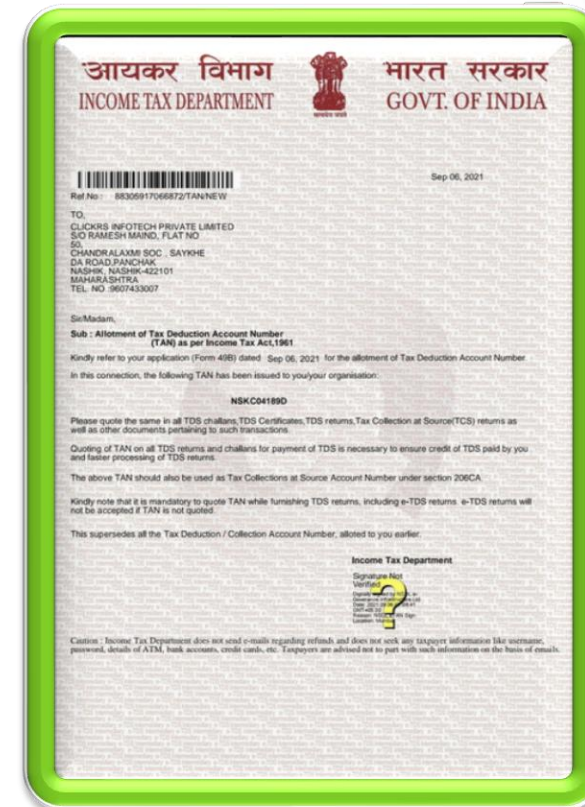 आयकर विभाग
INCOME TAX DEPARTMENT
सत्यमेव जयते
भारत सरकार
GOVT. OF INDIA
Sep 06, 2021
Ref.No : 88305917066872/TAN/NEW
TO,
CLICKRS INFOTECH PRIVATE LIMITED
S/O RAMESH MAIND, FLAT NO
50,
CHANDRALAXMI SOC , SAYKHE
DA ROAD,PANCHAK
NASHIK, NASHIK-422101
MAHARASHTRA
TEL. NO :9607433007
Sir/Madam,
Sub : Allotment of Tax Deduction Account Number
(TAN) as per Income Tax Act,1961
Kindly refer to your application (Form 49B) dated Sep 06, 2021 for the allotment of Tax Deduction Account Number.
In this connection, the following TAN has been issued to you/your organisation:
NSKC04189D
Please quote the same in all TDS challans,TDS Certificates,TDS returns,Tax Collection at Source(TCS) returns as
well as other documents pertaining to such transactions.
Quoting of TAN on all TDS returns and challans for payment of TDS is necessary to ensure credit of TDS paid by you
and faster processing of TDS returns.
The above TAN should also be used as Tax Collections at Source Account Number under section 206CA.
Kindly note that it is mandatory to quote TAN while furnishing TDS returns, including e-TDS returns. e-TDS returns will
not be accepted if TAN is not quoted.
This supersedes all the Tax Deduction / Collection Account Number, alloted to you earlier.
Income Tax Department
Signature Not
Verified
?
Caution : Income Tax Department does not send e-mails regarding refunds and does not seek any taxpayer information like username,
password, details of ATM, bank accounts, credit cards, etc. Taxpayers are advised not to part with such information on the basis of emails.